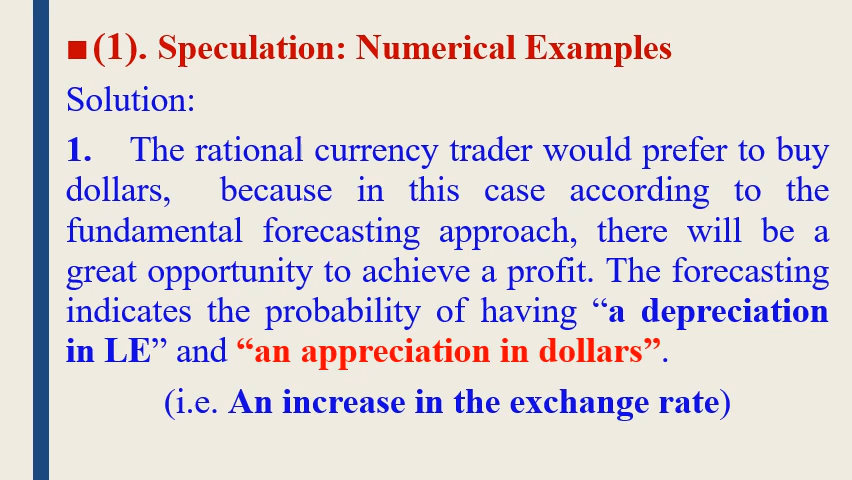 ■(1). Speculation: Numerical Examples
Solution:
1. The rational currency trader would prefer to buy
dollars, because in this case according to the
fundamental forecasting approach, there will be a
great opportunity to achieve a profit. The forecasting
indicates the probability of having “a depreciation
in LE” and “an appreciation in dollars”.
(i.e. An increase in the exchange rate)